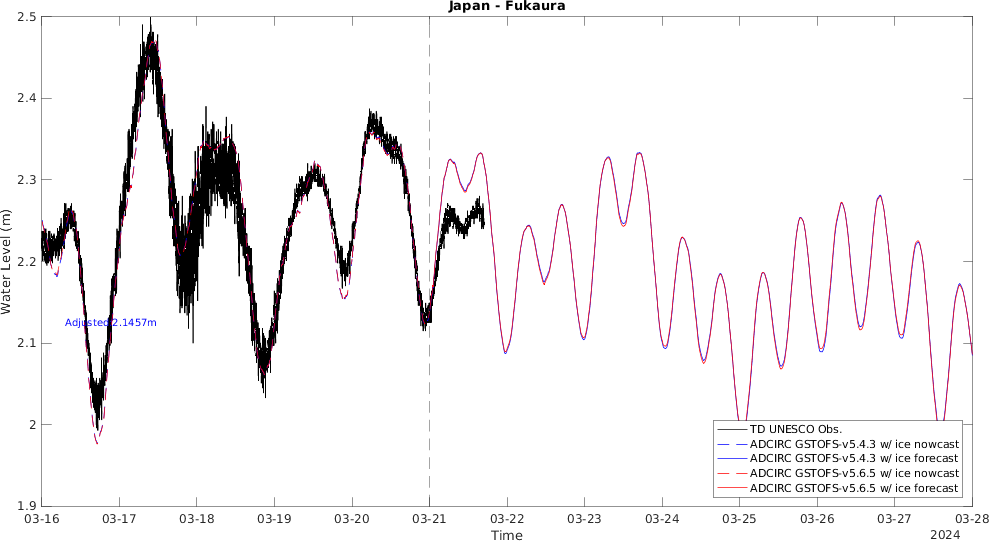 Japan - Fukaura
2.5
2.4
2.3
2.2
2.1
2
1.9
Water Level (m)
Adjusted 2.1457m
TD UNESCO Obs.
ADCIRC GSTOFS-v5.4.3 w/ ice nowcast
ADCIRC GSTOFS-v5.4.3 w/ ice forecast
ADCIRC GSTOFS-v5.6.5 w/ ice nowcast
ADCIRC GSTOFS-v5.6.5 w/ ice forecast
03-16 03-17 03-18 03-19 03-20 03-21 03-22 03-23 03-24 03-25 03-26 03-27 03-28
Time
2024